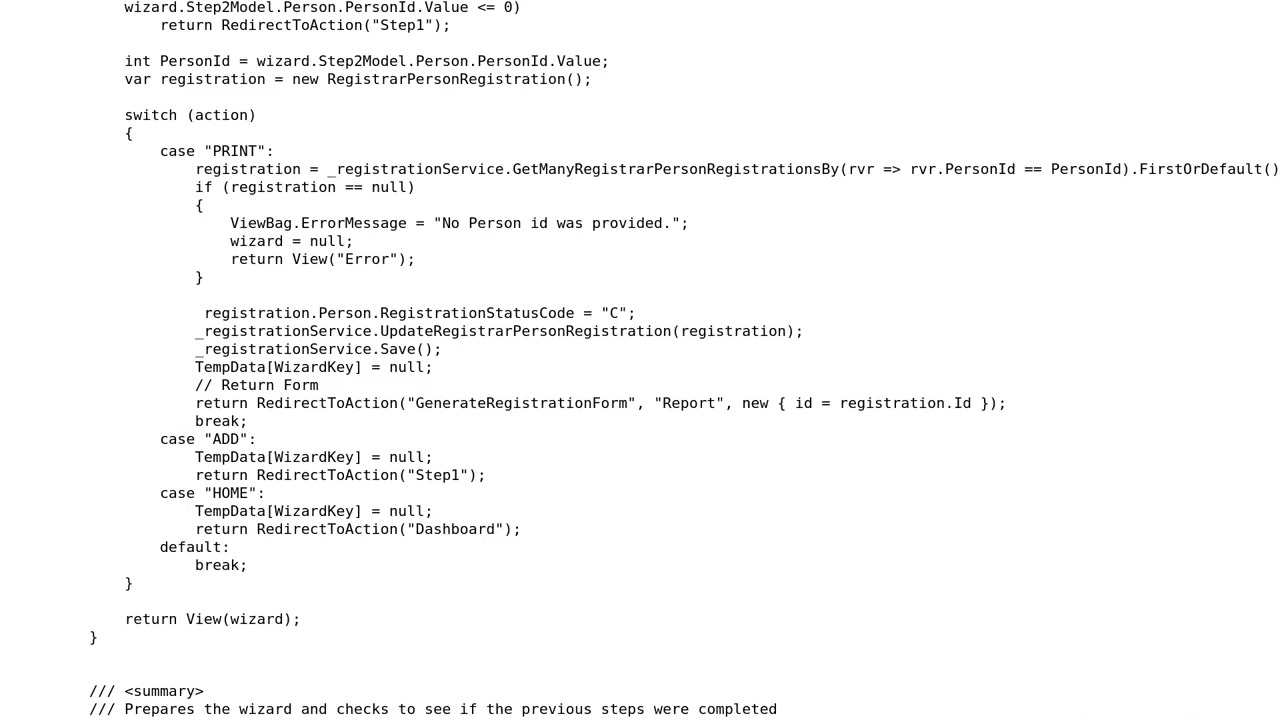 wizard.Step2Model.Person.PersonId.Value <= 0)
return RedirectToAction("Step1");
int PersonId = wizard.Step2Model.Person.PersonId.Value;
var registration = new RegistrarPersonRegistration();
switch (action)
{
case "PRINT":
registration = _registrationService.GetManyRegistrarPersonRegistrationsBy(rvr => rvr.PersonId == PersonId).FirstOrDefault()
if (registration == null)
{
ViewBag.ErrorMessage = "No Person id was provided.";
wizard = null;
return View("Error");
}
registration.Person.RegistrationStatusCode = "C";
_registrationService.UpdateRegistrarPersonRegistration(registration);
_registrationService.Save();
TempData[WizardKey] = null;
// Return Form
return RedirectToAction("GenerateRegistrationForm", "Report", new { id = registration.Id });
break;
case "ADD":
TempData[WizardKey] = null;
return RedirectToAction("Step1");
case "HOME":
TempData[WizardKey] = null;
return RedirectToAction("Dashboard");
default:
break;
}
return View(wizard);
}
/// <summary>
/// Prepares the wizard and checks to see if the previous steps were completed